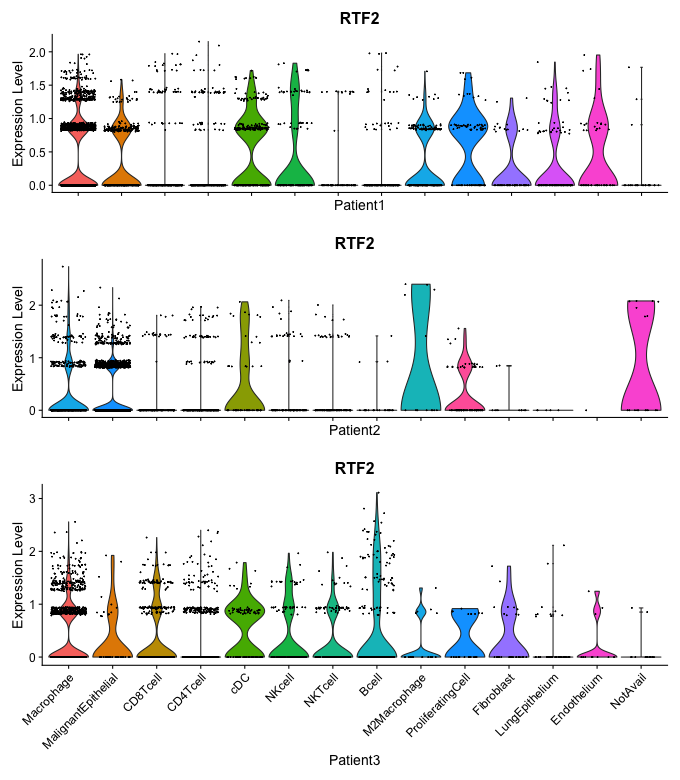 RTF2
Expression Level
2.0
1.5
1.0
0.5
0.0
Patient1
RTF2
Expression Level
2
1
0
Patient2
RTF2
Expression Level
3
2
1
0
Macrophage
MalignantEpithelial
CD8Tcell
CD4Tcell
cDC
NKcell
NKTcell
Bcell
M2Macrophage
ProliferatingCell
Fibroblast
LungEpithelium
Endothelium
NotAvail
Patient3